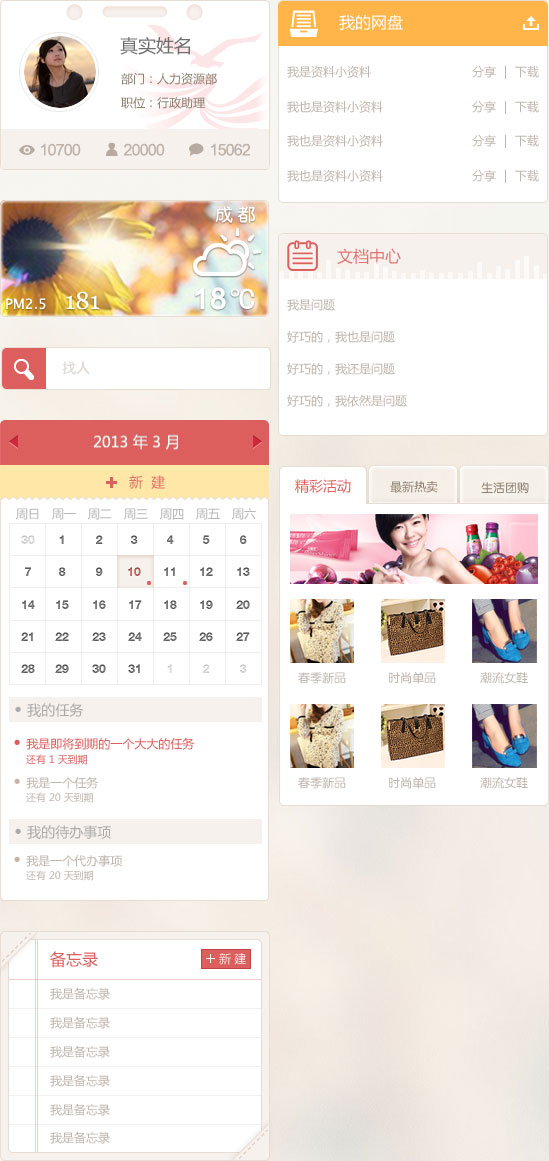 真实姓名
部门：人力资源部
职位：行政助理
10700 20000 15062
成都
PM2.5 181 18℃
找人
2013 年 3 月
+ 新 建
周日 周一 周二 周三 周四 周五 周六
30 1 2 3 4 5 6
7 8 9 10 11 12 13
14 15 16 17 18 19 20
21 22 23 24 25 26 27
28 29 30 31 1 2 3
我的任务
我是即将到期的一个大大的任务
还有 1 天到期
我是一个任务
还有 20 天到期
我的待办事项
我是一个代办事项
还有 20 天到期
备忘录 + 新 建
我是备忘录
我是备忘录
我是备忘录
我是备忘录
我是备忘录
我是备忘录
我的网盘
我是资料小资料 分享 | 下载
我也是资料小资料 分享 | 下载
我也是资料小资料 分享 | 下载
我也是资料小资料 分享 | 下载
文档中心
我是问题
好巧的，我也是问题
好巧的，我还是问题
好巧的，我依然是问题
精彩活动 最新热卖 生活团购
春季新品 时尚单品 潮流女鞋
春季新品 时尚单品 潮流女鞋